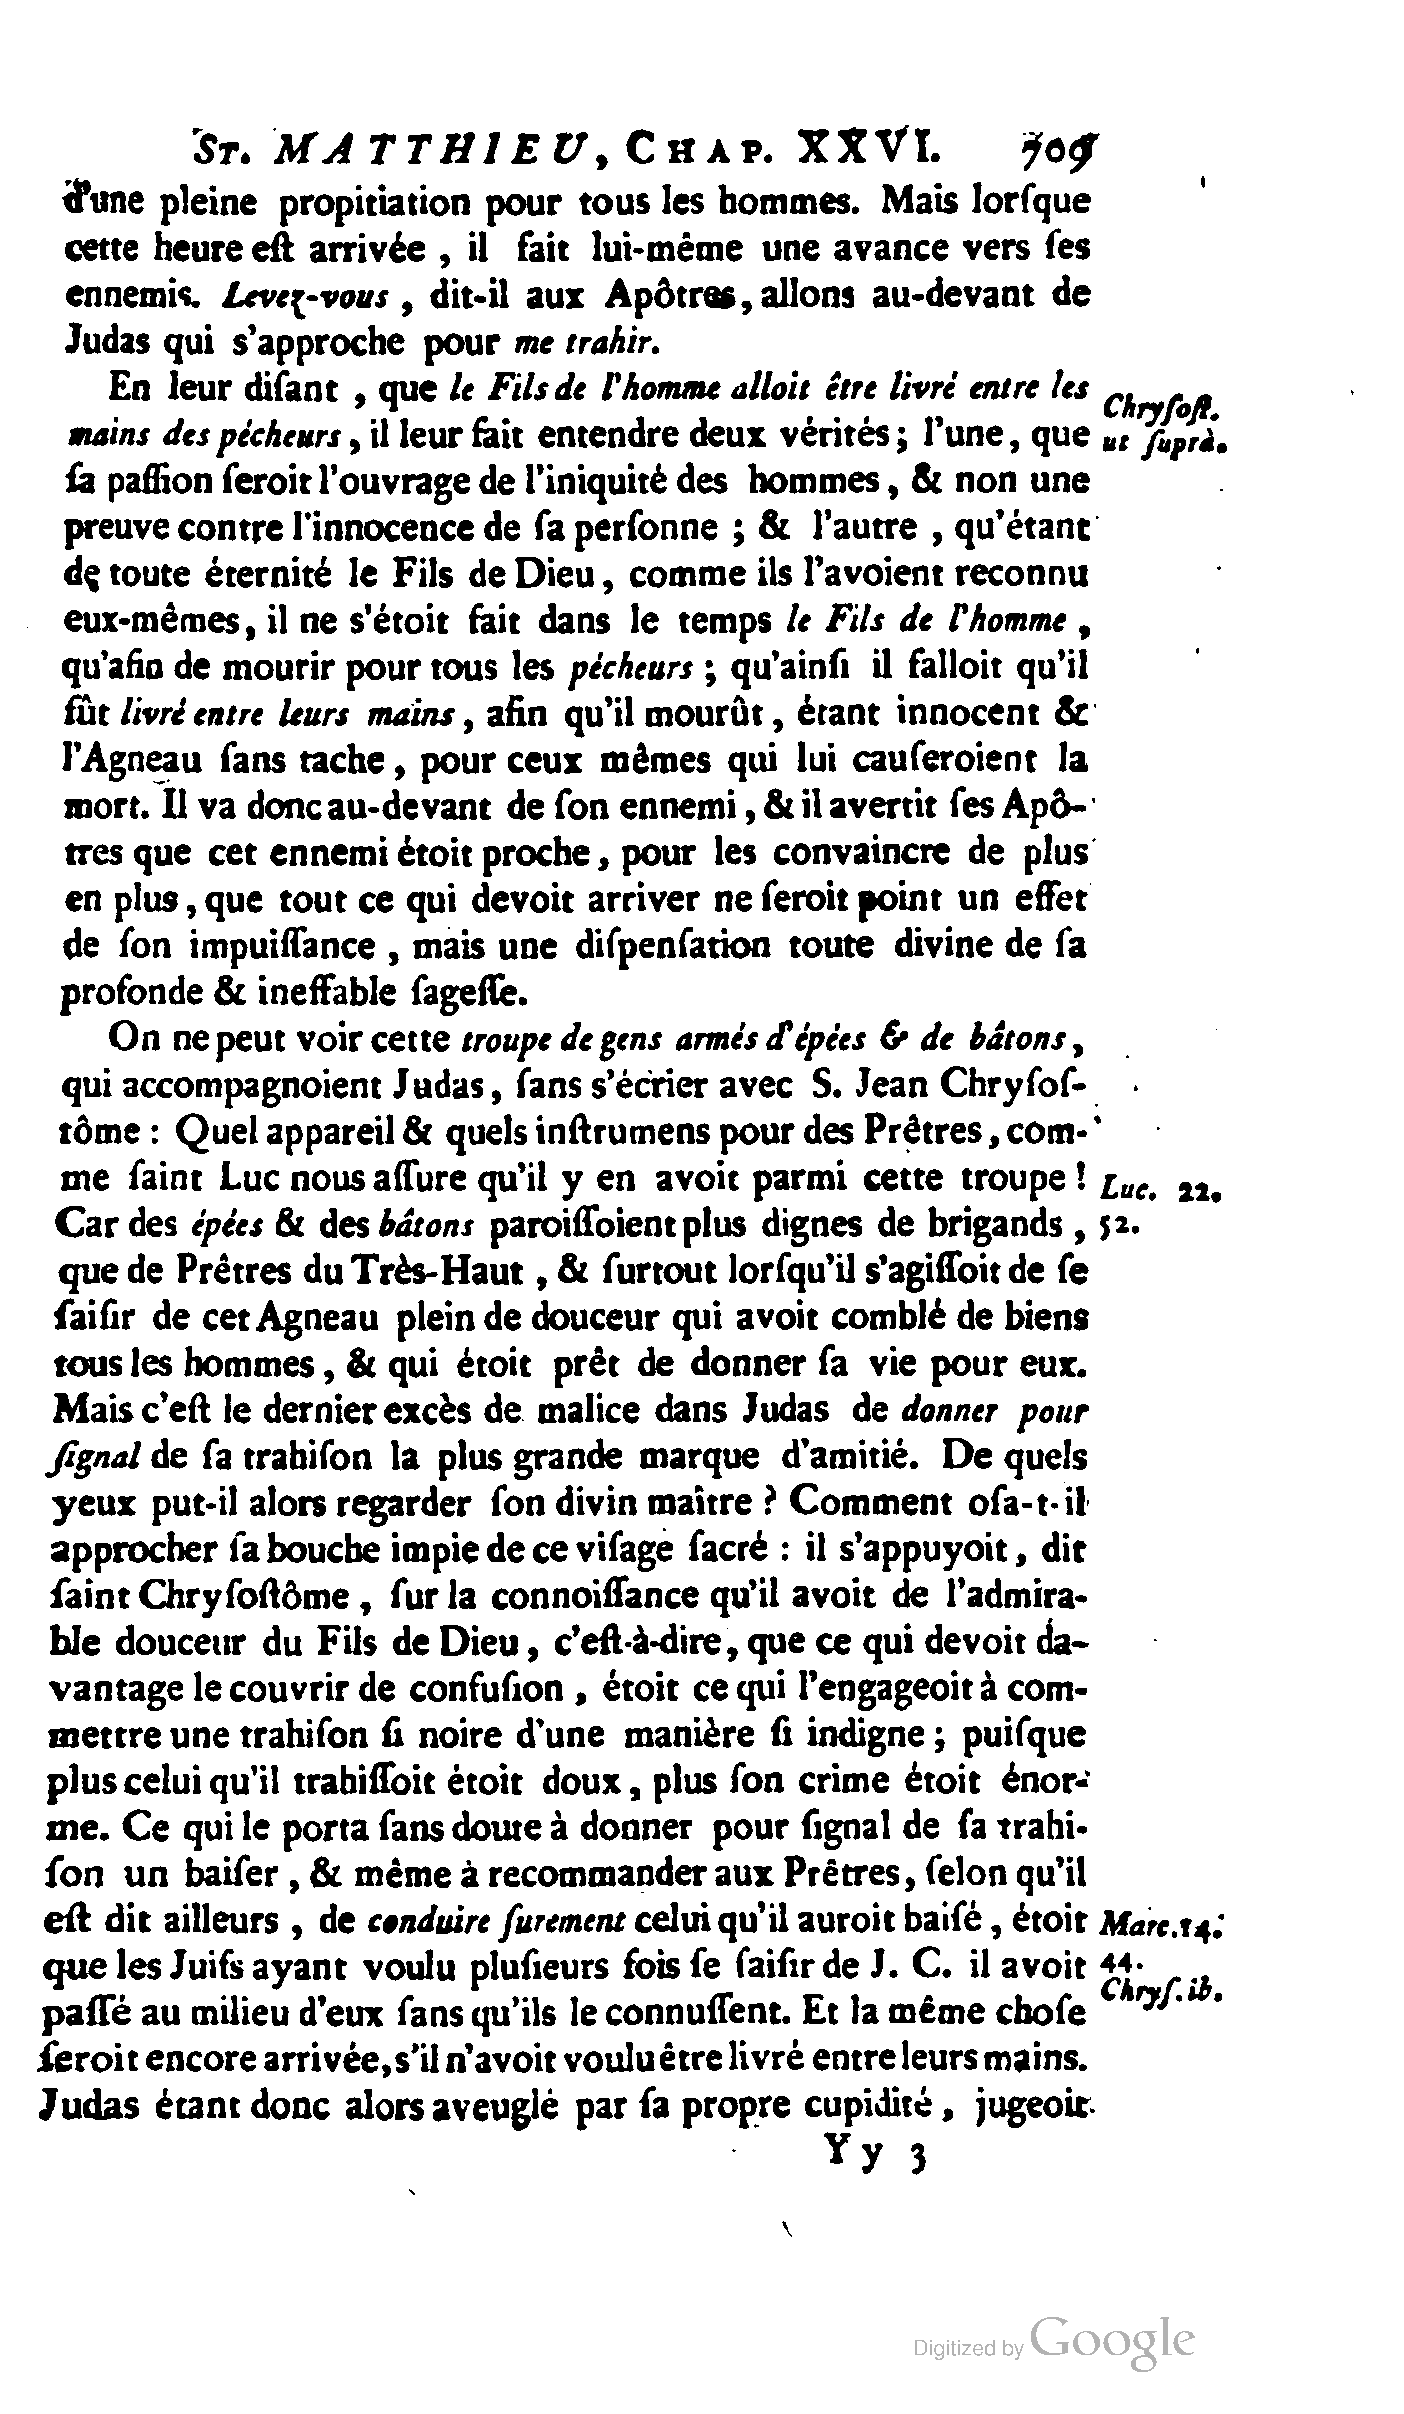 ST. MATTHIEU, CHAP. XXVI. 709
d'une pleine propitiation pour tous les hommes. Mais lorſque
cette heure eſt arrivée, il fait lui-même une avance vers ſes
ennemis. Levez-vous, dit-il aux Apôtres, allons au-devant de
Judas qui s'approche pour me trahir.
En leur diſant, que le Fils de l'homme alloit être livré entre les
Chryſoſt.
mains des pécheurs, il leur fait entendre deux vérités; l'une, que
ut ſuprà.
ſa paſſion ſeroit l'ouvrage de l'iniquité des hommes, & non une
preuve contre l'innocence de ſa perſonne; & l'autre, qu'étant
de toute éternité le Fils de Dieu, comme ils l'avoient reconnu
eux-mêmes, il ne s'étoit fait dans le temps le Fils de l'homme,
qu'afin de mourir pour tous les pécheurs; qu'ainſi il falloit qu'il
fût livré entre leurs mains, afin qu'il mourût, étant innocent &
l'Agneau ſans tache, pour ceux mêmes qui lui cauſeroient la
mort. Il va donc au-devant de ſon ennemi, & il avertit ſes Apô-
tres que cet ennemi étoit proche, pour les convaincre de plus
en plus, que tout ce qui devoit arriver ne ſeroit point un effet
de ſon impuiſſance, mais une diſpenſation toute divine de ſa
profonde & ineffable ſageſſe.
On ne peut voir cette troupe de gens armés d'épées & de bâtons,
qui accompagnoient Judas, ſans s'écrier avec S. Jean Chryſoſ-
tôme: Quel appareil & quels inſtrumens pour des Prêtres, com-
me ſaint Luc nous aſſure qu'il y en avoit parmi cette troupe!
Luc. 22.
Car des épées & des bâtons paroiſſoient plus dignes de brigands,
52.
que de Prêtres du Très-Haut, & ſurtout lorſqu'il s'agiſſoit de ſe
ſaiſir de cet Agneau plein de douceur qui avoit comblé de biens
tous les hommes, & qui étoit prêt de donner ſa vie pour eux.
Mais c'eſt le dernier excès de malice dans Judas de donner pour
ſignal de ſa trahiſon la plus grande marque d'amitié. De quels
yeux put-il alors regarder ſon divin maître? Comment oſa-t-il
approcher ſa bouche impie de ce viſage ſacré: il s'appuyoit, dit
ſaint Chryſoſtôme, ſur la connoiſſance qu'il avoit de l'admira-
ble douceur du Fils de Dieu, c'eſt-à-dire, que ce qui devoit da-
vantage le couvrir de confuſion, étoit ce qui l'engageoit à com-
mettre une trahiſon ſi noire d'une manière ſi indigne; puiſque
plus celui qu'il trahiſſoit étoit doux, plus ſon crime étoit énor-
me. Ce qui le porta ſans doute à donner pour ſignal de ſa trahi-
ſon un baiſer, & même à recommander aux Prêtres, ſelon qu'il
eſt dit ailleurs, de conduire ſurement celui qu'il auroit baiſé, étoit
Marc. 14.
que les Juifs ayant voulu pluſieurs fois ſe ſaiſir de J. C. il avoit
44.
Chryſ. ib.
paſſé au milieu d'eux ſans qu'ils le connuſſent. Et la même choſe
ſeroit encore arrivée, s'il n'avoit voulu être livré entre leurs mains.
Judas étant donc alors aveuglé par ſa propre cupidité, jugeoit
Yy 3
Digitized by Google